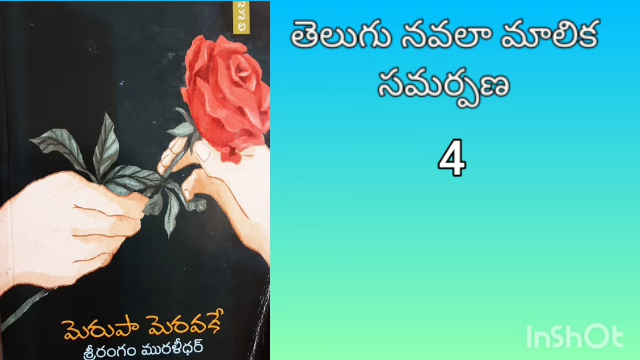 తెలుగు నవలా మాలిక
సమర్పణ
4
మెరుపా మెరవకే
శ్రీరంగం మురళీధర్
InShOt